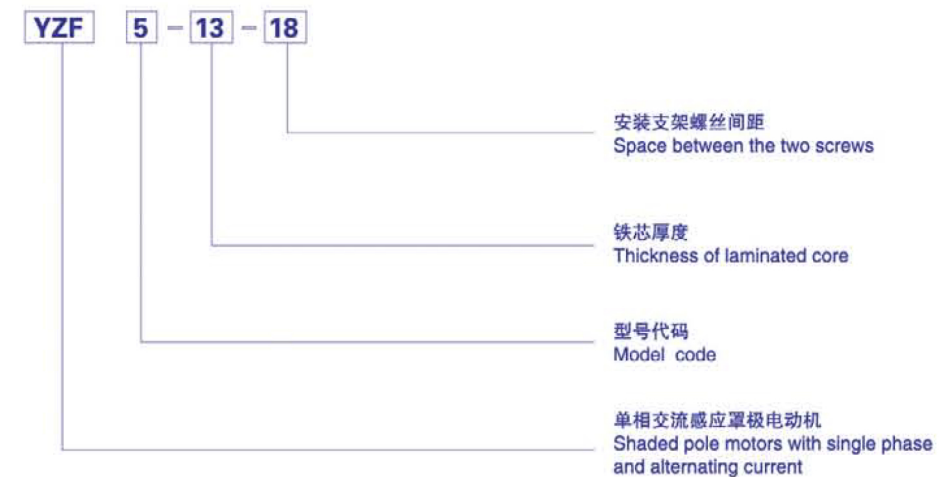 YZF 5 - 13 - 18
安装支架螺丝间距
Space between the two screws
铁芯厚度
Thickness of laminated core
型号代码
Model code
单相交流感应罩极电动机
Shaded pole motors with single phase
and alternating current